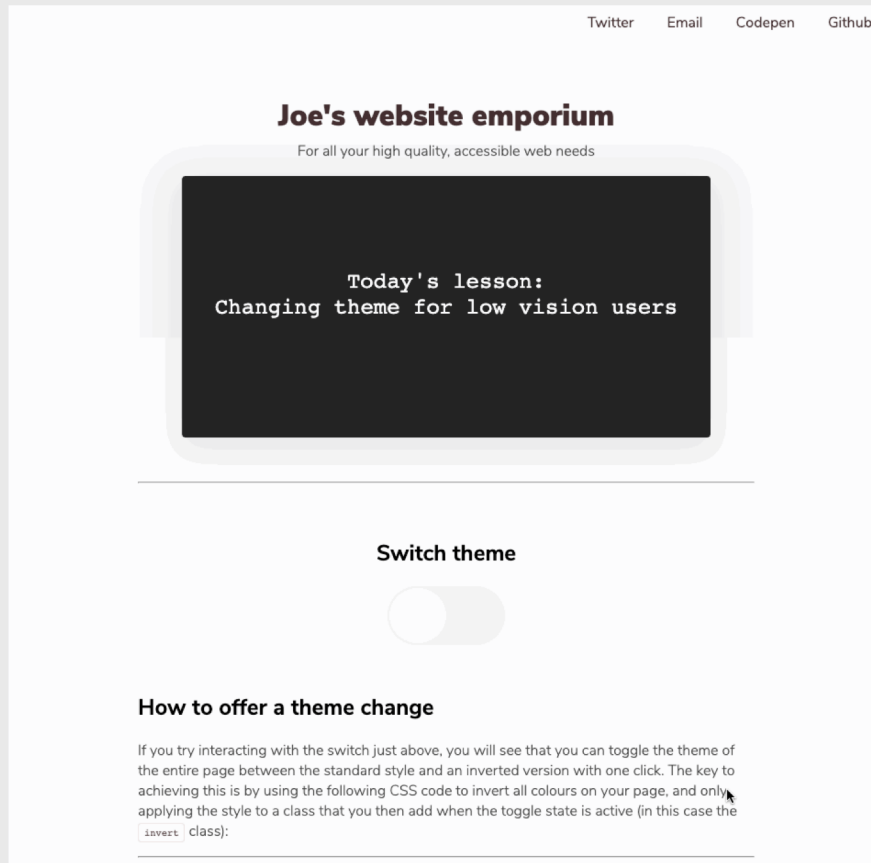 Twitter Email Codepen Github
Joe's website emporium
For all your high quality, accessible web needs
Today's lesson:
Changing theme for low vision users
Switch theme
How to offer a theme change
If you try interacting with the switch just above, you will see that you can toggle the theme of
the entire page between the standard style and an inverted version with one click. The key to
achieving this is by using the following CSS code to invert all colours on your page, and only
applying the style to a class that you then add when the toggle state is active (in this case the
invert class):